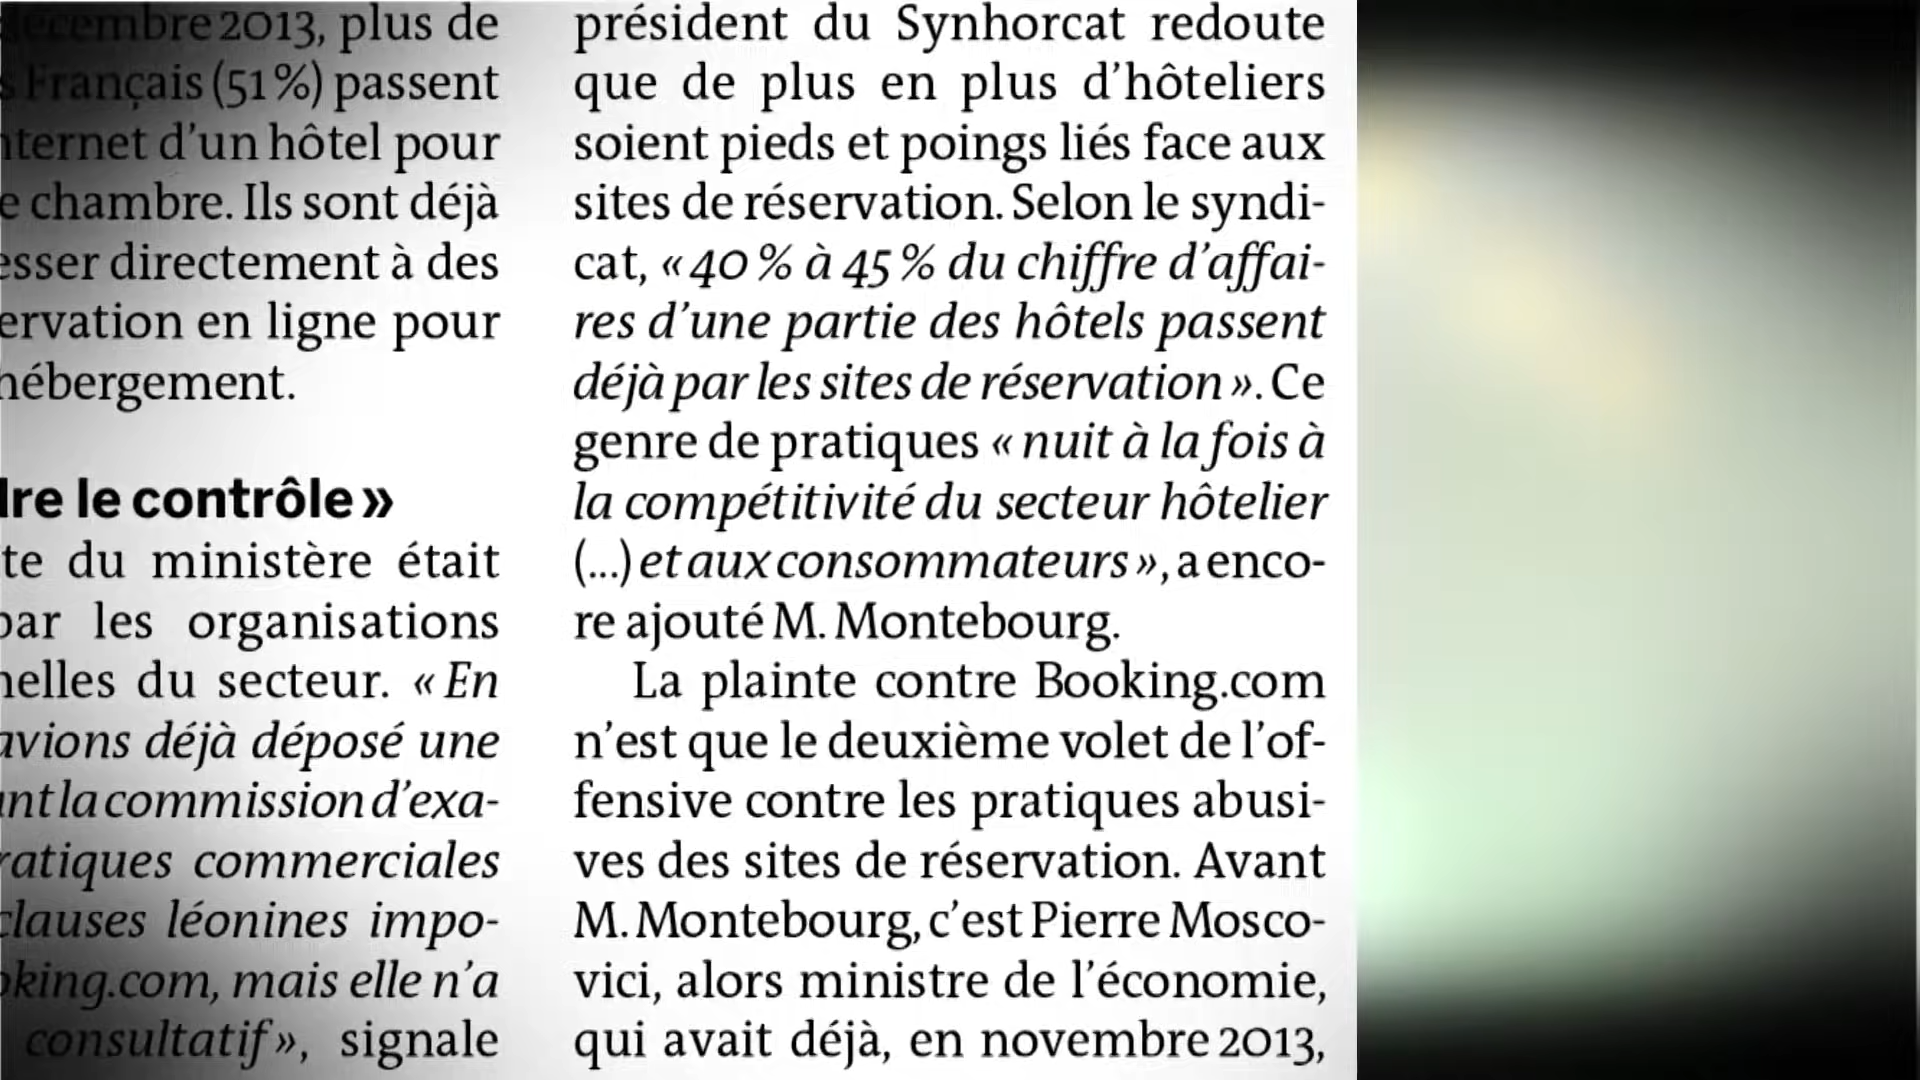 décembre 2013, plus de
s Français (51 %) passent
nternet d'un hôtel pour
e chambre. Ils sont déjà
esser directement à des
ervation en ligne pour
hébergement.
dre le contrôle »
te du ministère était
par les organisations
nelles du secteur. « En
avions déjà déposé une
ant la commission d'exa-
ratiques commerciales
clauses léonines impo-
oking.com, mais elle n'a
consultatif », signale
président du Synhorcat redoute
que de plus en plus d'hôteliers
soient pieds et poings liés face aux
sites de réservation. Selon le syndi-
cat, « 40 % à 45 % du chiffre d'affai-
res d'une partie des hôtels passent
déjà par les sites de réservation ». Ce
genre de pratiques « nuit à la fois à
la compétitivité du secteur hôtelier
(...) et aux consommateurs », a enco-
re ajouté M. Montebourg.
La plainte contre Booking.com
n'est que le deuxième volet de l'of-
fensive contre les pratiques abusi-
ves des sites de réservation. Avant
M. Montebourg, c'est Pierre Mosco-
vici, alors ministre de l'économie,
qui avait déjà, en novembre 2013,